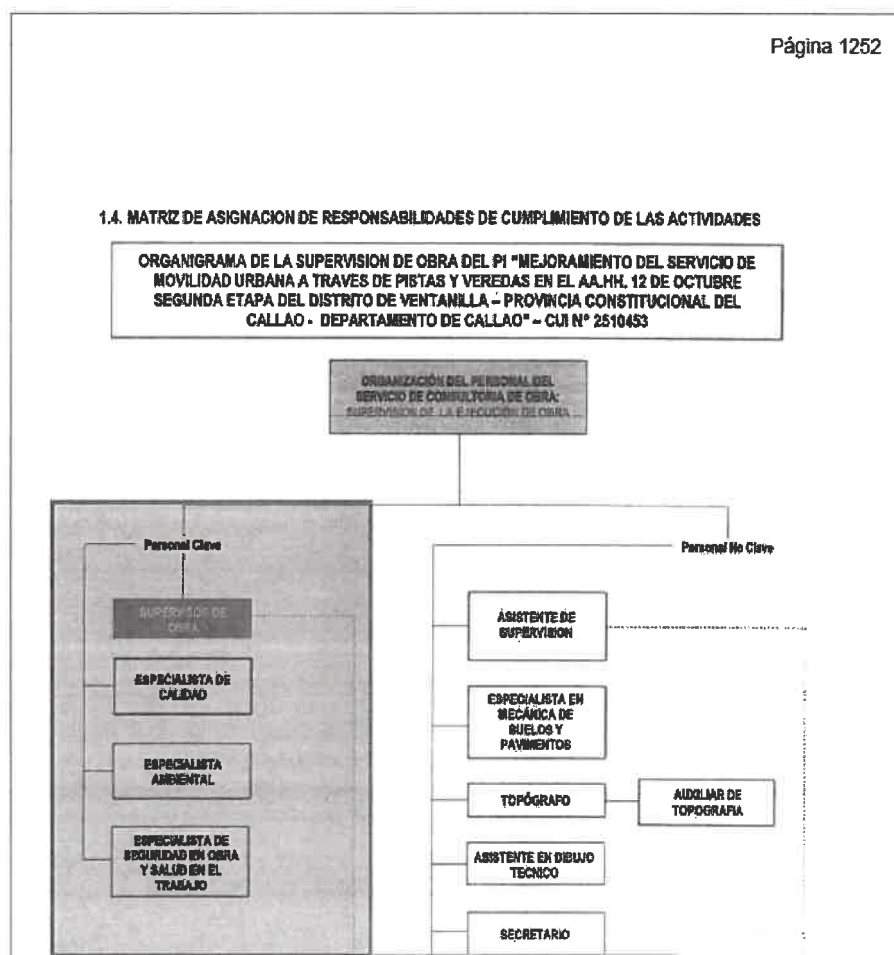 Página 1252
1.4. MATRIZ DE ASIGNACION DE RESPONSABILIDADES DE CUMPLIMIENTO DE LAS ACTIVIDADES
ORGANIGRAMA DE LA SUPERVISION DE OBRA DEL PI "MEJORAMIENTO DEL SERVICIO DE
MOVILIDAD URBANA A TRAVES DE PISTAS Y VEREDAS EN EL AA.HH. 12 DE OCTUBRE
SEGUNDA ETAPA DEL DISTRITO DE VENTANILLA – PROVINCIA CONSTITUCIONAL DEL
CALLAO - DEPARTAMENTO DE CALLAO" – CUI N° 2510453
ORGANIZACIÓN DEL PERSONAL DEL
SERVICIO DE CONSULTORIA DE OBRA:
SUPERVISION DE LA EJECUCION DE OBRA
Personal Clave
SUPERVISOR DE
OBRA
ESPECIALISTA DE
CALIDAD
ESPECIALISTA
AMBIENTAL
ESPECIALISTA DE
SEGURIDAD EN OBRA
Y SALUD EN EL
TRABAJO
Personal No Clave
ASISTENTE DE
SUPERVISION
ESPECIALISTA EN
MECÁNICA DE
SUELOS Y
PAVIMENTOS
TOPÓGRAFO
AUXILIAR DE
TOPOGRAFIA
ASISTENTE EN DIBUJO
TECNICO
SECRETARIO